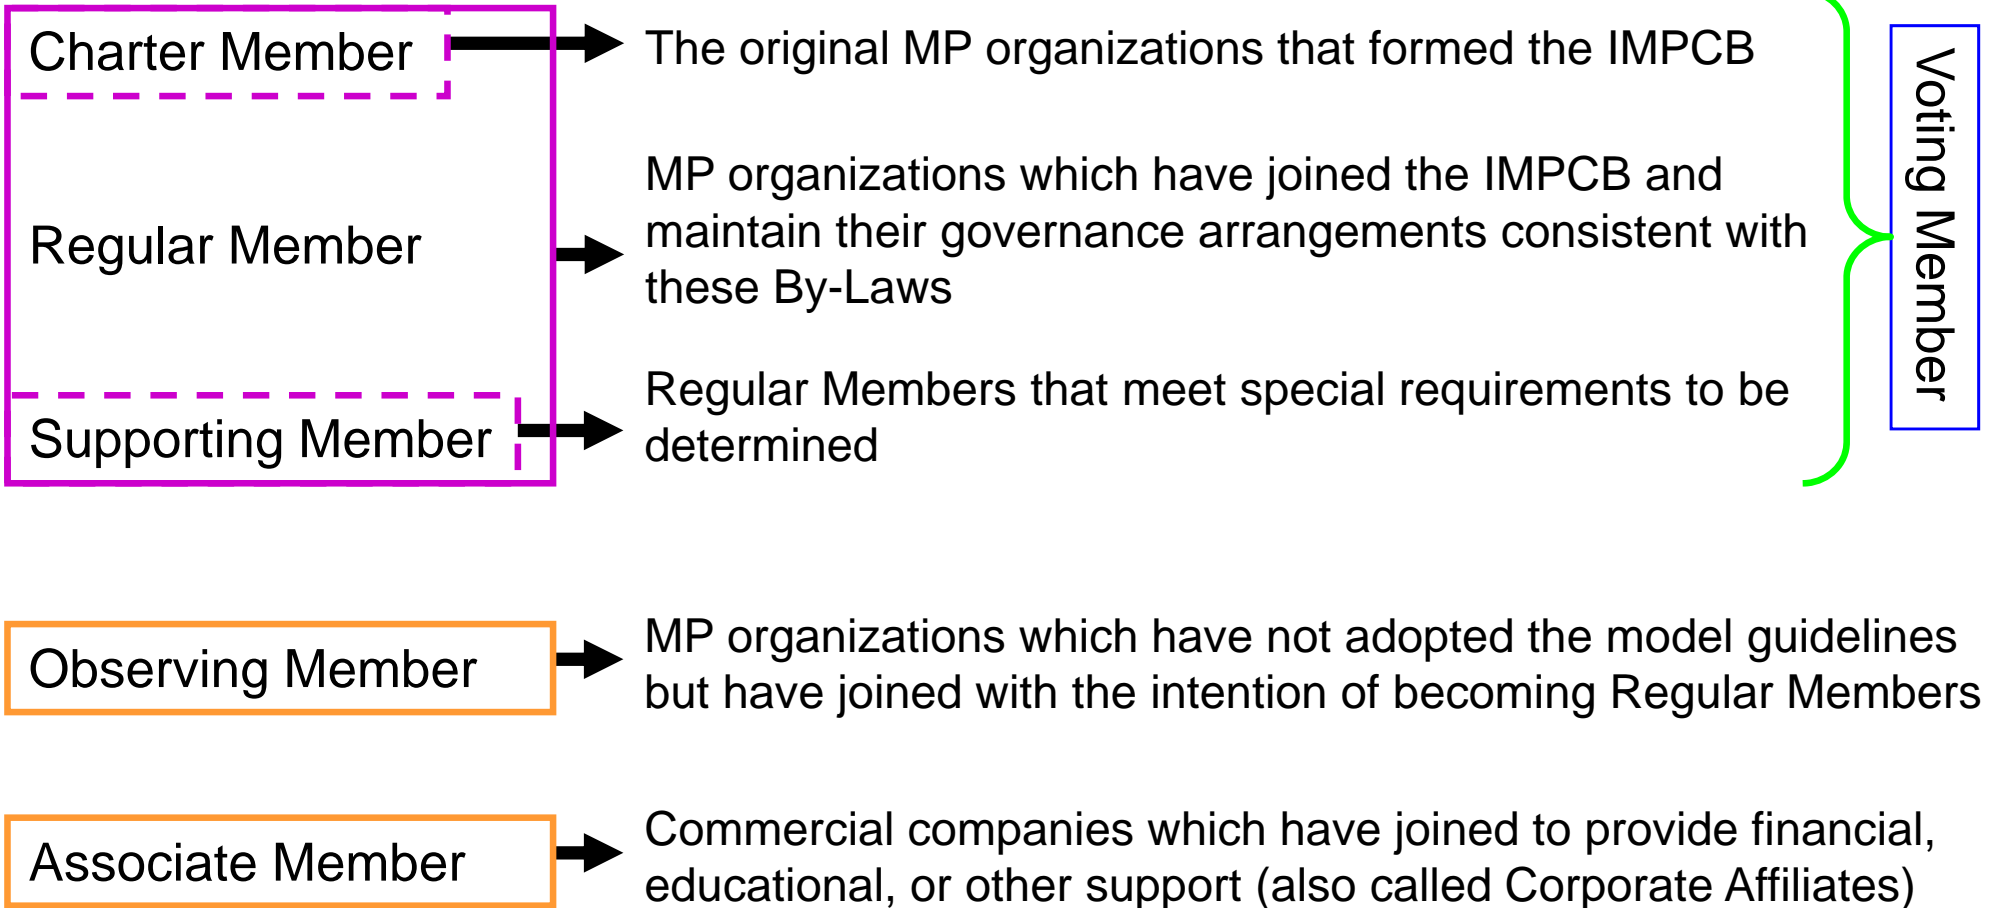 Charter Member
The original MP organizations that formed the IMPCB
Regular Member
MP organizations which have joined the IMPCB and
maintain their governance arrangements consistent with
these By-Laws
Supporting Member
Regular Members that meet special requirements to be
determined
Voting Member
Observing Member
MP organizations which have not adopted the model guidelines
but have joined with the intention of becoming Regular Members
Associate Member
Commercial companies which have joined to provide financial,
educational, or other support (also called Corporate Affiliates)